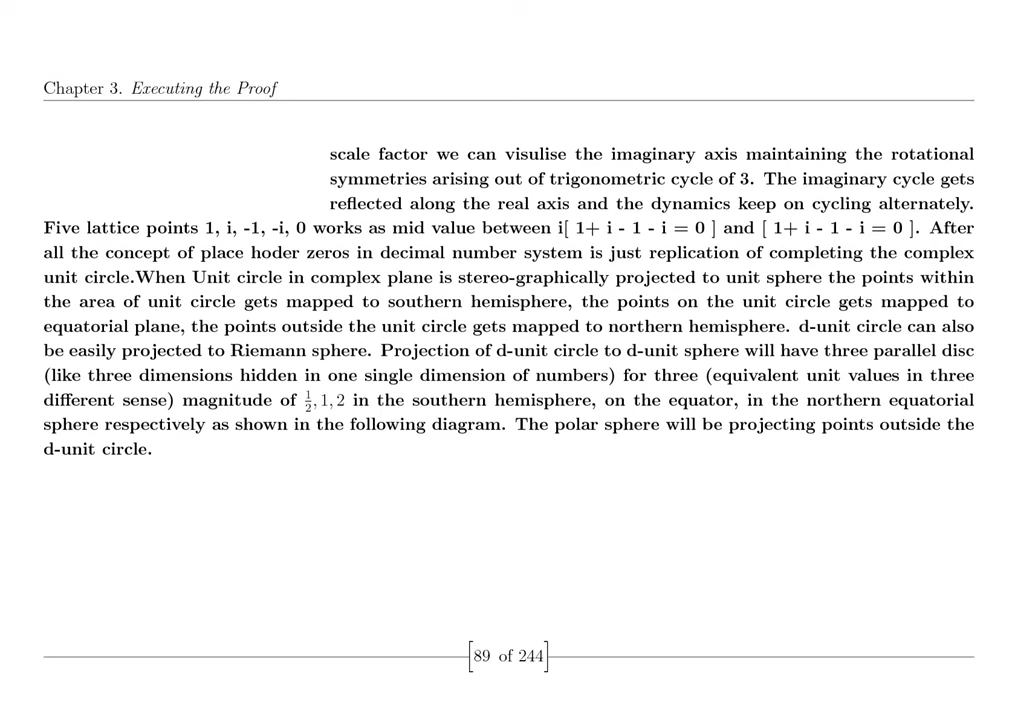 Chapter 3. Executing the Proof
scale factor we can visulise the imaginary axis maintaining the rotational
symmetries arising out of trigonometric cycle of 3. The imaginary cycle gets
reflected along the real axis and the dynamics keep on cycling alternately.
Five lattice points 1, i, -1, -i, 0 works as mid value between i[ 1+ i - 1 - i = 0 ] and [ 1+ i - 1 - i = 0 ]. After
all the concept of place hoder zeros in decimal number system is just replication of completing the complex
unit circle.When Unit circle in complex plane is stereo-graphically projected to unit sphere the points within
the area of unit circle gets mapped to southern hemisphere, the points on the unit circle gets mapped to
equatorial plane, the points outside the unit circle gets mapped to northern hemisphere. d-unit circle can also
be easily projected to Riemann sphere. Projection of d-unit circle to d-unit sphere will have three parallel disc
(like three dimensions hidden in one single dimension of numbers) for three (equivalent unit values in three
different sense) magnitude of 1/2, 1, 2 in the southern hemisphere, on the equator, in the northern equatorial
sphere respectively as shown in the following diagram. The polar sphere will be projecting points outside the
d-unit circle.
[89 of 244]